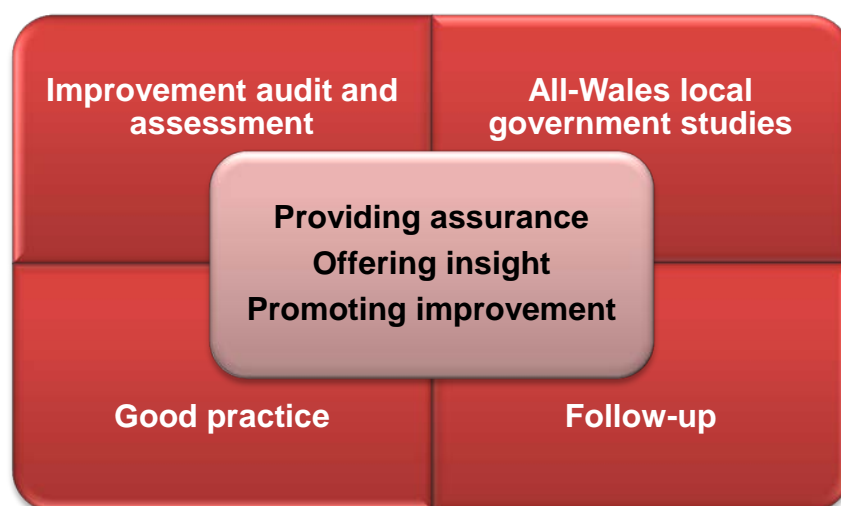 Improvement audit and
assessment
All-Wales local
government studies
Providing assurance
Offering insight
Promoting improvement
Good practice
Follow-up